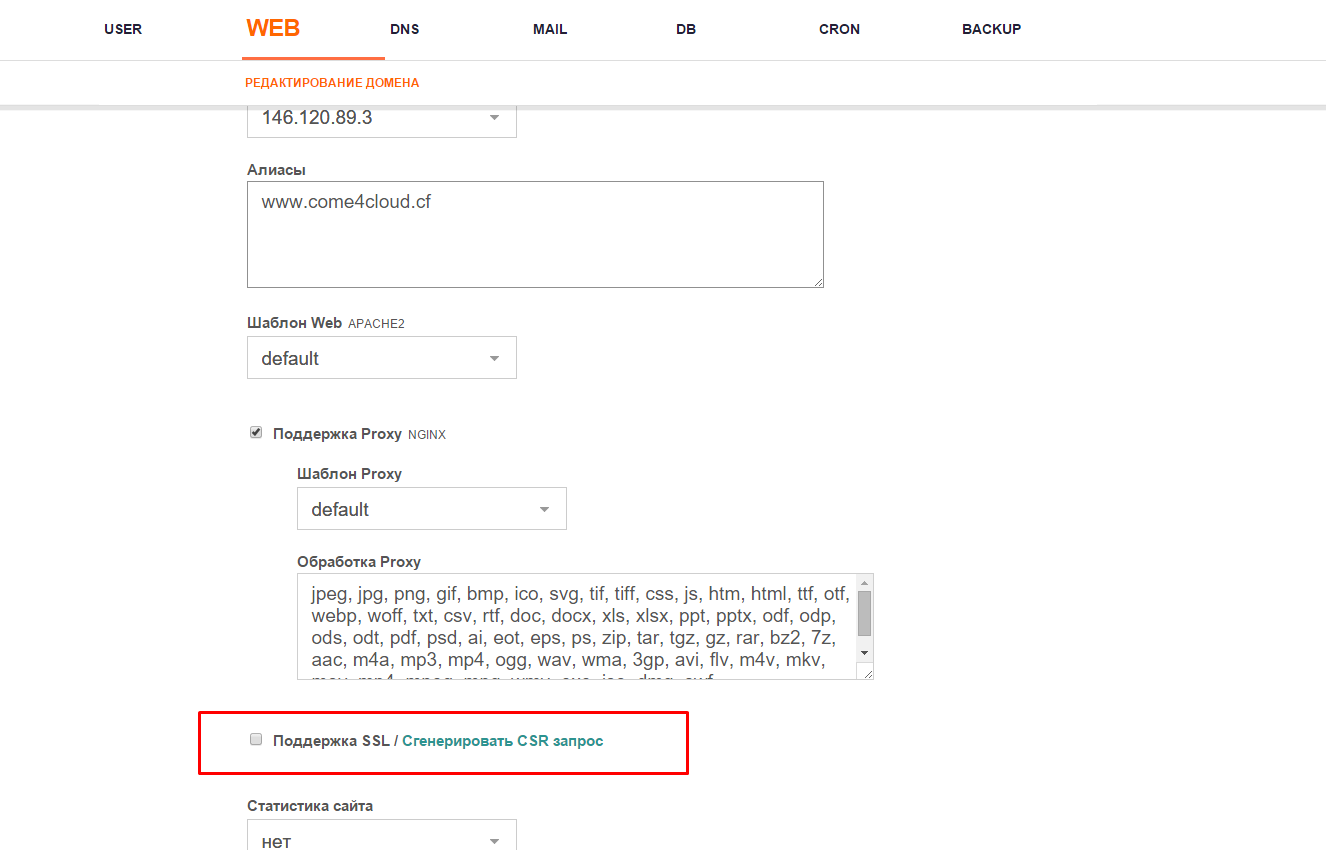 USER WEB DNS MAIL DB CRON BACKUP
РЕДАКТИРОВАНИЕ ДОМЕНА
146.120.89.3
Алиасы
www.come4cloud.cf
Шаблон Web APACHE2
default
Поддержка Proxy NGINX
Шаблон Proxy
default
Обработка Proxy
jpeg, jpg, png, gif, bmp, ico, svg, tif, tiff, css, js, htm, html, ttf, otf,
webp, woff, txt, csv, rtf, doc, docx, xls, xlsx, ppt, pptx, odf, odp,
ods, odt, pdf, psd, ai, eot, eps, ps, zip, tar, tgz, gz, rar, bz2, 7z,
aac, m4a, mp3, mp4, ogg, wav, wma, 3gp, avi, flv, m4v, mkv,
Поддержка SSL / Сгенерировать CSR запрос
Статистика сайта
нет